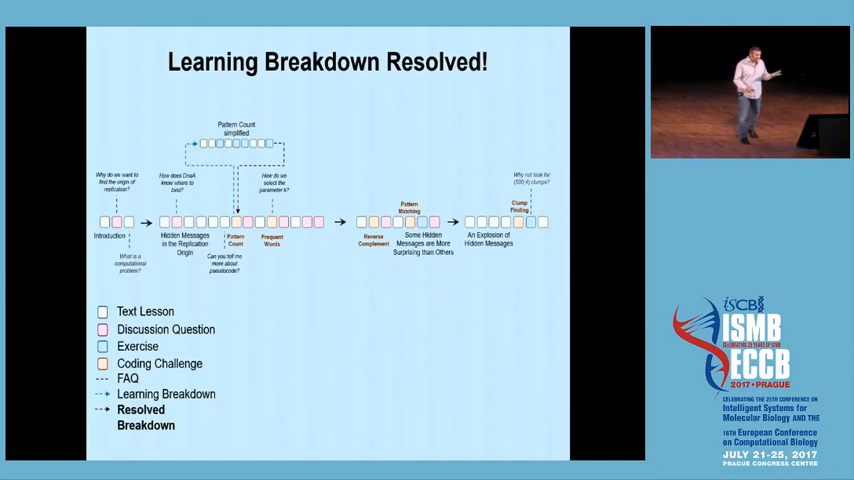 Learning Breakdown Resolved!
Pattern Count
simplified
Why do we want to
find the origin of
replication?
How does DnaA
know where to
bind?
How do we
select the
parameter k?
Why not look for
(500,4) clumps?
Pattern
Matching
Clump
Finding
Introduction
Hidden Messages
in the Replication
Origin
Pattern
Count
Frequent
Words
Reverse
Complement
Some Hidden
Messages are More
Surprising than Others
An Explosion of
Hidden Messages
What is a
computational
problem?
Can you tell me
more about
pseudocode?
Text Lesson
Discussion Question
Exercise
Coding Challenge
FAQ
Learning Breakdown
Resolved
Breakdown
iSCB
ISMB
CELEBRATING 25 YEARS OF ISMB
ECCB
2017 • PRAGUE
CELEBRATING THE 25TH CONFERENCE ON
Intelligent Systems for
Molecular Biology AND THE
16TH European Conference
on Computational Biology
JULY 21-25, 2017
PRAGUE CONGRESS CENTRE